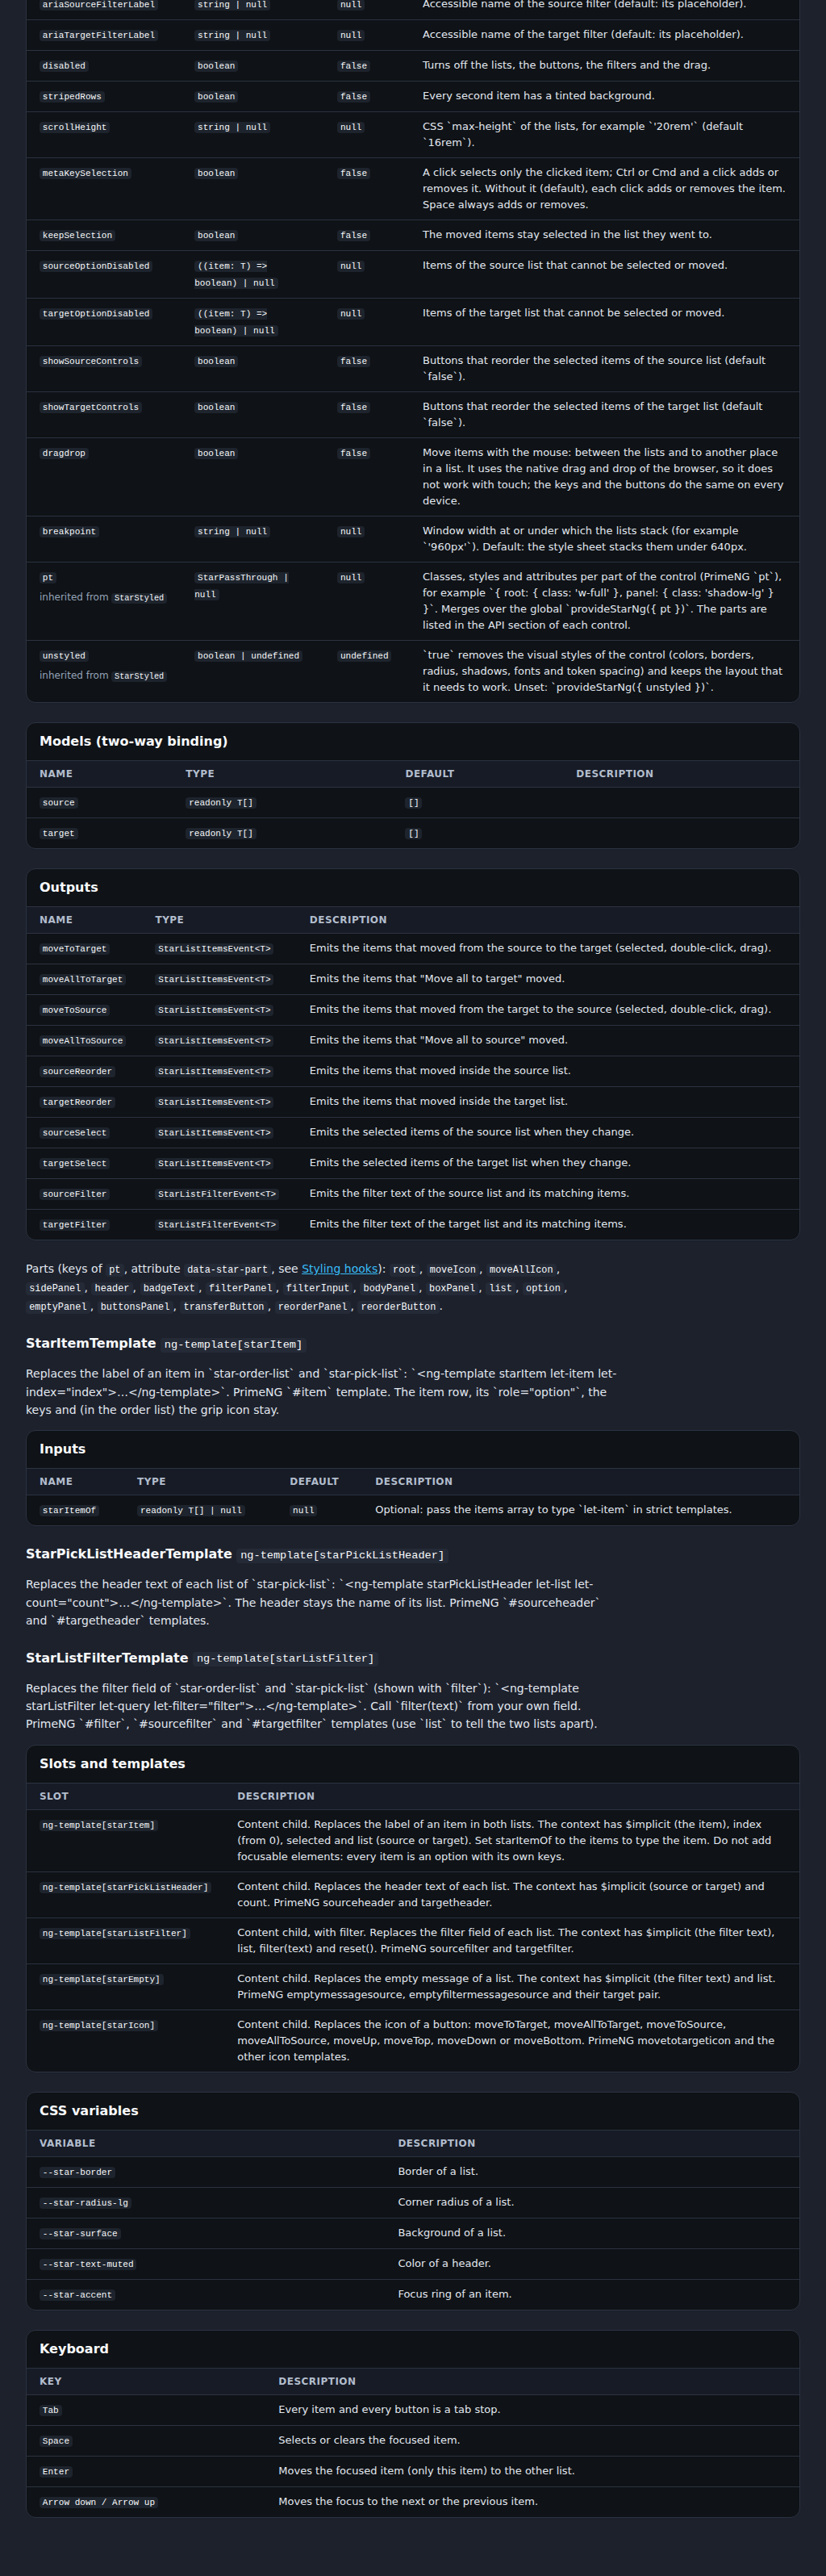 ariaSourceFilterLabel string | null null Accessible name of the source filter (default: its placeholder).
ariaTargetFilterLabel string | null null Accessible name of the target filter (default: its placeholder).
disabled boolean false Turns off the lists, the buttons, the filters and the drag.
stripedRows boolean false Every second item has a tinted background.
scrollHeight string | null null CSS `max-height` of the lists, for example `'20rem'` (default
`16rem`).
metaKeySelection boolean false A click selects only the clicked item; Ctrl or Cmd and a click adds or
removes it. Without it (default), each click adds or removes the item.
Space always adds or removes.
keepSelection boolean false The moved items stay selected in the list they went to.
sourceOptionDisabled ((item: T) => null Items of the source list that cannot be selected or moved.
boolean) | null
targetOptionDisabled ((item: T) => null Items of the target list that cannot be selected or moved.
boolean) | null
showSourceControls boolean false Buttons that reorder the selected items of the source list (default
`false`).
showTargetControls boolean false Buttons that reorder the selected items of the target list (default
`false`).
dragdrop boolean false Move items with the mouse: between the lists and to another place
in a list. It uses the native drag and drop of the browser, so it does
not work with touch; the keys and the buttons do the same on every
device.
breakpoint string | null null Window width at or under which the lists stack (for example
`'960px'`). Default: the style sheet stacks them under 640px.
pt StarPassThrough | null Classes, styles and attributes per part of the control (PrimeNG `pt`),
inherited from StarStyled null for example `{ root: { class: 'w-full' }, panel: { class: 'shadow-lg' }
}`. Merges over the global `provideStarNg({ pt })`. The parts are
listed in the API section of each control.
unstyled boolean | undefined undefined `true` removes the visual styles of the control (colors, borders,
inherited from StarStyled radius, shadows, fonts and token spacing) and keeps the layout that
it needs to work. Unset: `provideStarNg({ unstyled })`.
Models (two-way binding)
NAME TYPE DEFAULT DESCRIPTION
source readonly T[] []
target readonly T[] []
Outputs
NAME TYPE DESCRIPTION
moveToTarget StarListItemsEvent<T> Emits the items that moved from the source to the target (selected, double-click, drag).
moveAllToTarget StarListItemsEvent<T> Emits the items that "Move all to target" moved.
moveToSource StarListItemsEvent<T> Emits the items that moved from the target to the source (selected, double-click, drag).
moveAllToSource StarListItemsEvent<T> Emits the items that "Move all to source" moved.
sourceReorder StarListItemsEvent<T> Emits the items that moved inside the source list.
targetReorder StarListItemsEvent<T> Emits the items that moved inside the target list.
sourceSelect StarListItemsEvent<T> Emits the selected items of the source list when they change.
targetSelect StarListItemsEvent<T> Emits the selected items of the target list when they change.
sourceFilter StarListFilterEvent<T> Emits the filter text of the source list and its matching items.
targetFilter StarListFilterEvent<T> Emits the filter text of the target list and its matching items.
Parts (keys of pt, attribute data-star-part, see Styling hooks): root, moveIcon, moveAllIcon,
sidePanel, header, badgeText, filterPanel, filterInput, bodyPanel, boxPanel, list, option,
emptyPanel, buttonsPanel, transferButton, reorderPanel, reorderButton.
StarItemTemplate ng-template[starItem]
Replaces the label of an item in `star-order-list` and `star-pick-list`: `<ng-template starItem let-item let-
index="index">…</ng-template>`. PrimeNG `#item` template. The item row, its `role="option"`, the
keys and (in the order list) the grip icon stay.
Inputs
NAME TYPE DEFAULT DESCRIPTION
starItemOf readonly T[] | null null Optional: pass the items array to type `let-item` in strict templates.
StarPickListHeaderTemplate ng-template[starPickListHeader]
Replaces the header text of each list of `star-pick-list`: `<ng-template starPickListHeader let-list let-
count="count">…</ng-template>`. The header stays the name of its list. PrimeNG `#sourceheader`
and `#targetheader` templates.
StarListFilterTemplate ng-template[starListFilter]
Replaces the filter field of `star-order-list` and `star-pick-list` (shown with `filter`): `<ng-template
starListFilter let-query let-filter="filter">…</ng-template>`. Call `filter(text)` from your own field.
PrimeNG `#filter`, `#sourcefilter` and `#targetfilter` templates (use `list` to tell the two lists apart).
Slots and templates
SLOT DESCRIPTION
ng-template[starItem] Content child. Replaces the label of an item in both lists. The context has $implicit (the item), index
(from 0), selected and list (source or target). Set starItemOf to the items to type the item. Do not add
focusable elements: every item is an option with its own keys.
ng-template[starPickListHeader] Content child. Replaces the header text of each list. The context has $implicit (source or target) and
count. PrimeNG sourceheader and targetheader.
ng-template[starListFilter] Content child, with filter. Replaces the filter field of each list. The context has $implicit (the filter text),
list, filter(text) and reset(). PrimeNG sourcefilter and targetfilter.
ng-template[starEmpty] Content child. Replaces the empty message of a list. The context has $implicit (the filter text) and list.
PrimeNG emptymessagesource, emptyfiltermessagesource and their target pair.
ng-template[starIcon] Content child. Replaces the icon of a button: moveToTarget, moveAllToTarget, moveToSource,
moveAllToSource, moveUp, moveTop, moveDown or moveBottom. PrimeNG movetotargeticon and the
other icon templates.
CSS variables
VARIABLE DESCRIPTION
--star-border Border of a list.
--star-radius-lg Corner radius of a list.
--star-surface Background of a list.
--star-text-muted Color of a header.
--star-accent Focus ring of an item.
Keyboard
KEY DESCRIPTION
Tab Every item and every button is a tab stop.
Space Selects or clears the focused item.
Enter Moves the focused item (only this item) to the other list.
Arrow down / Arrow up Moves the focus to the next or the previous item.